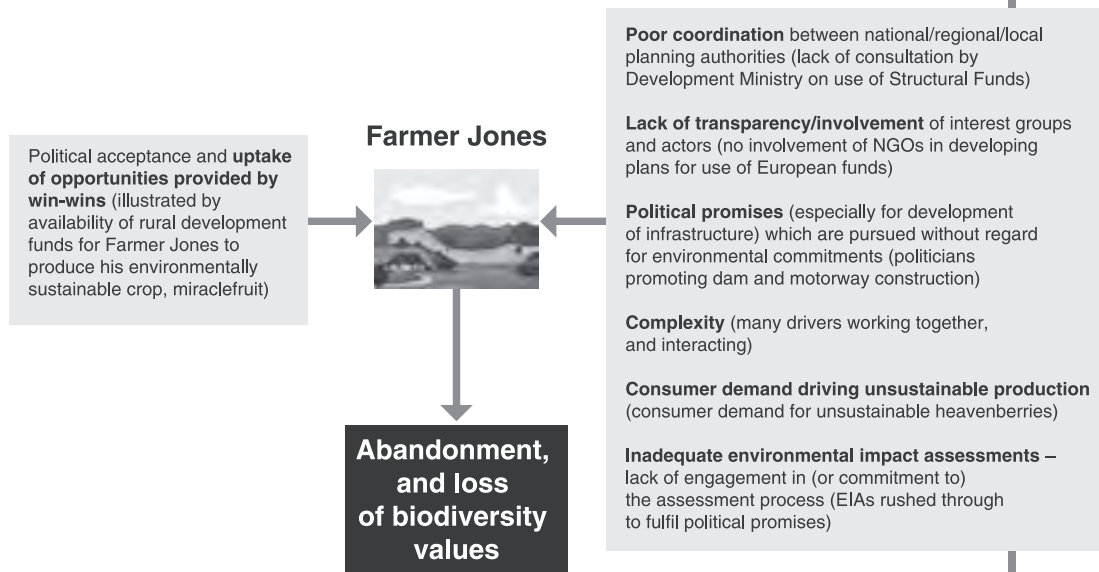 Farmer Jones
Political acceptance and uptake
of opportunities provided by
win-wins (illustrated by
availability of rural development
funds for Farmer Jones to
produce his environmentally
sustainable crop, miraclefruit)
Poor coordination between national/regional/local
planning authorities (lack of consultation by
Development Ministry on use of Structural Funds)
Lack of transparency/involvement of interest groups
and actors (no involvement of NGOs in developing
plans for use of European funds)
Political promises (especially for development
of infrastructure) which are pursued without regard
for environmental commitments (politicians
promoting dam and motorway construction)
Complexity (many drivers working together,
and interacting)
Consumer demand driving unsustainable production
(consumer demand for unsustainable heavenberries)
Inadequate environmental impact assessments –
lack of engagement in (or commitment to)
the assessment process (EIAs rushed through
to fulfil political promises)
Abandonment,
and loss
of biodiversity
values